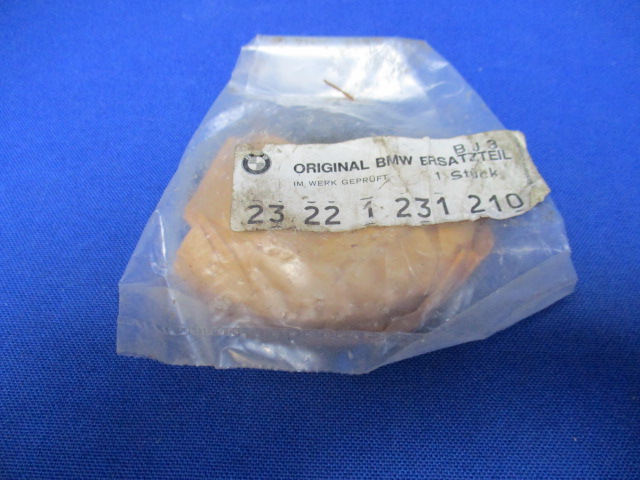 BJ3
ORIGINAL BMW ERSATZTEIL
IM WERK GEPRÜFT 1 Stück
23 22 1 231 210